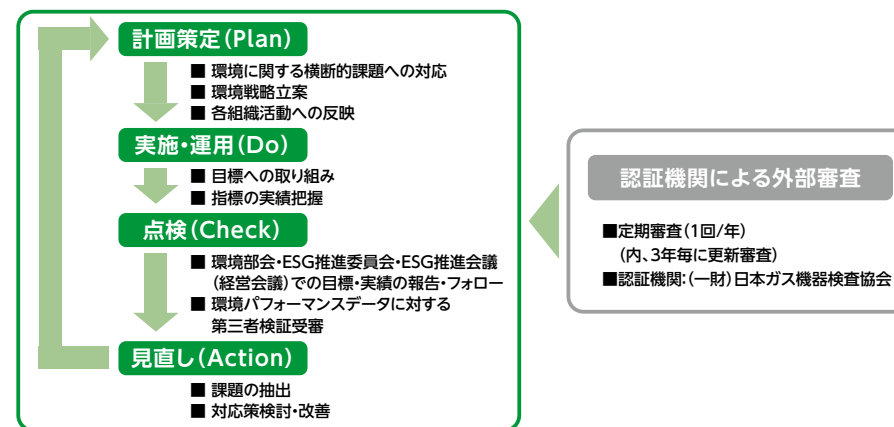 計画策定（Plan）
■ 環境に関する横断的課題への対応
■ 環境戦略立案
■ 各組織活動への反映
実施・運用（Do）
■ 目標への取り組み
■ 指標の実績把握
点検（Check）
■ 環境部会・ESG推進委員会・ESG推進会議
（経営会議）での目標・実績の報告・フォロー
■ 環境パフォーマンスデータに対する
第三者検証受審
見直し（Action）
■ 課題の抽出
■ 対応策検討・改善
認証機関による外部審査
■定期審査（1回/年）
（内、3年毎に更新審査）
■認証機関：（一財）日本ガス機器検査協会